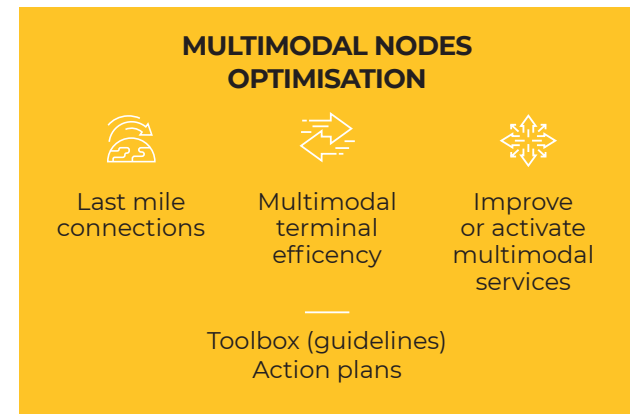 MULTIMODAL NODES
OPTIMISATION
Last mile
connections
Multimodal
terminal
efficency
Improve
or activate
multimodal
services
Toolbox (guidelines)
Action plans